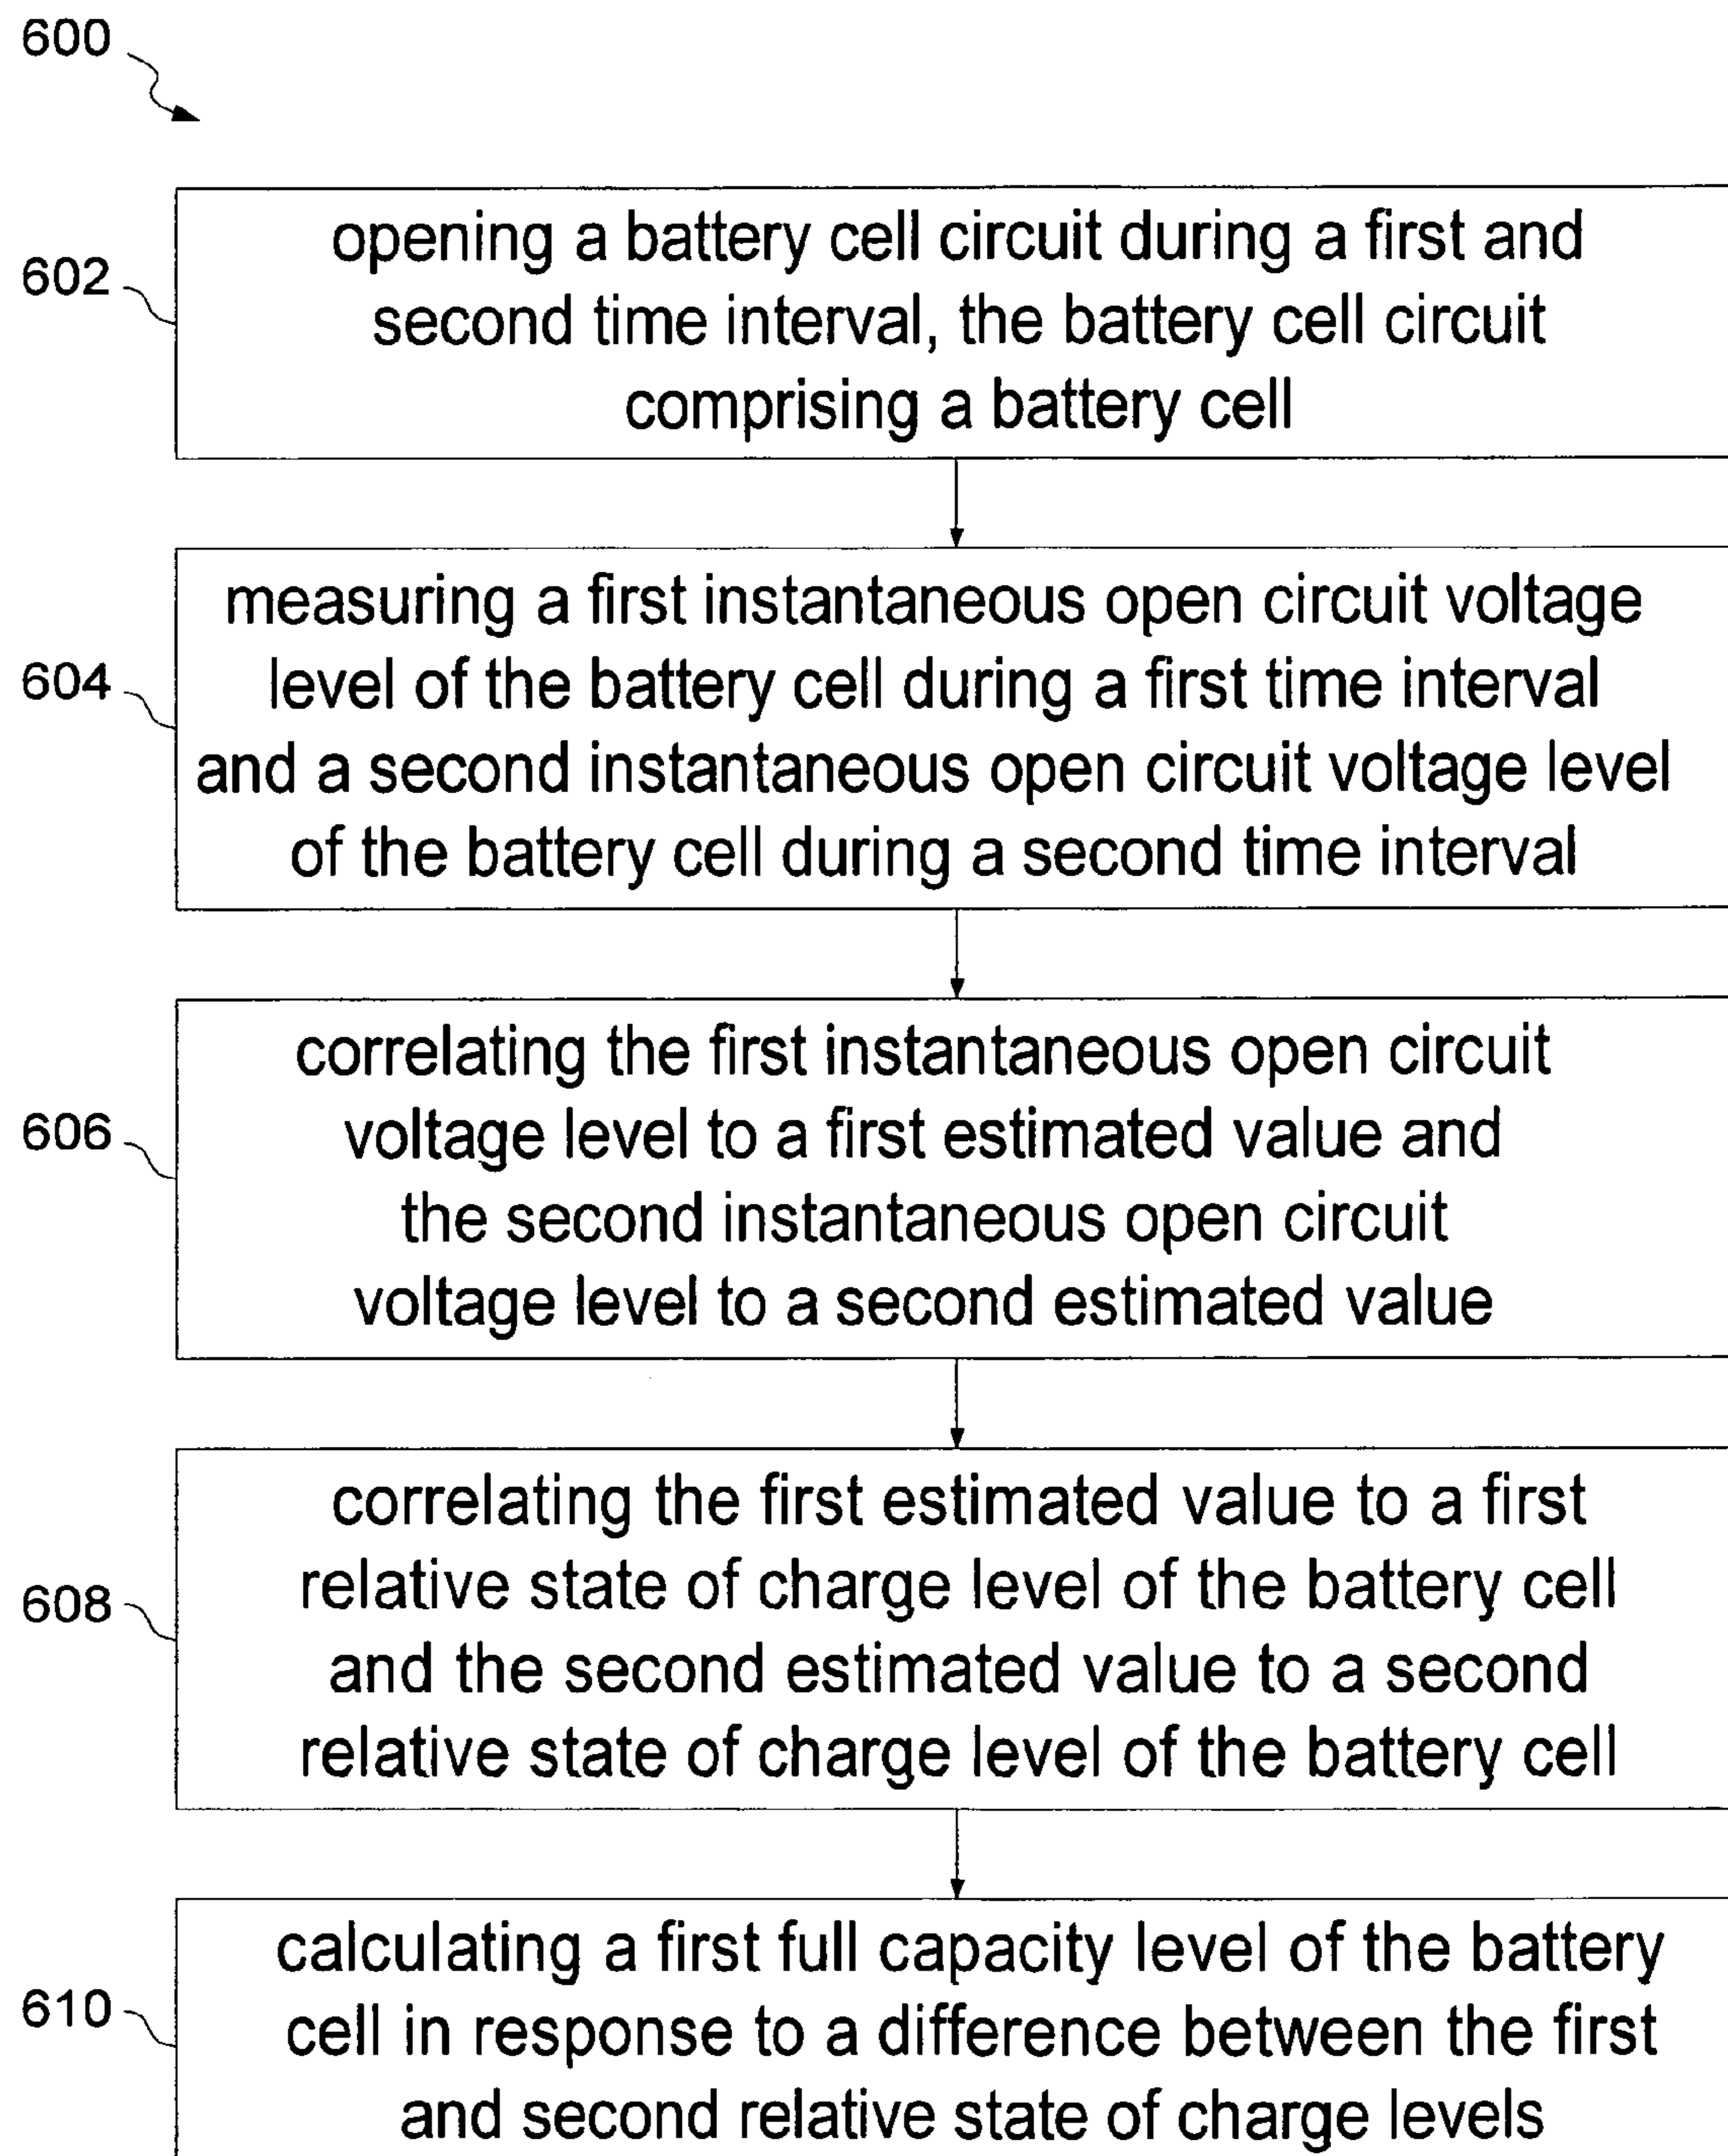 600
602
opening a battery cell circuit during a first and
second time interval, the battery cell circuit
comprising a battery cell
604
measuring a first instantaneous open circuit voltage
level of the battery cell during a first time interval
and a second instantaneous open circuit voltage level
of the battery cell during a second time interval
606
correlating the first instantaneous open circuit
voltage level to a first estimated value and
the second instantaneous open circuit
voltage level to a second estimated value
608
correlating the first estimated value to a first
relative state of charge level of the battery cell
and the second estimated value to a second
relative state of charge level of the battery cell
610
calculating a first full capacity level of the battery
cell in response to a difference between the first
and second relative state of charge levels